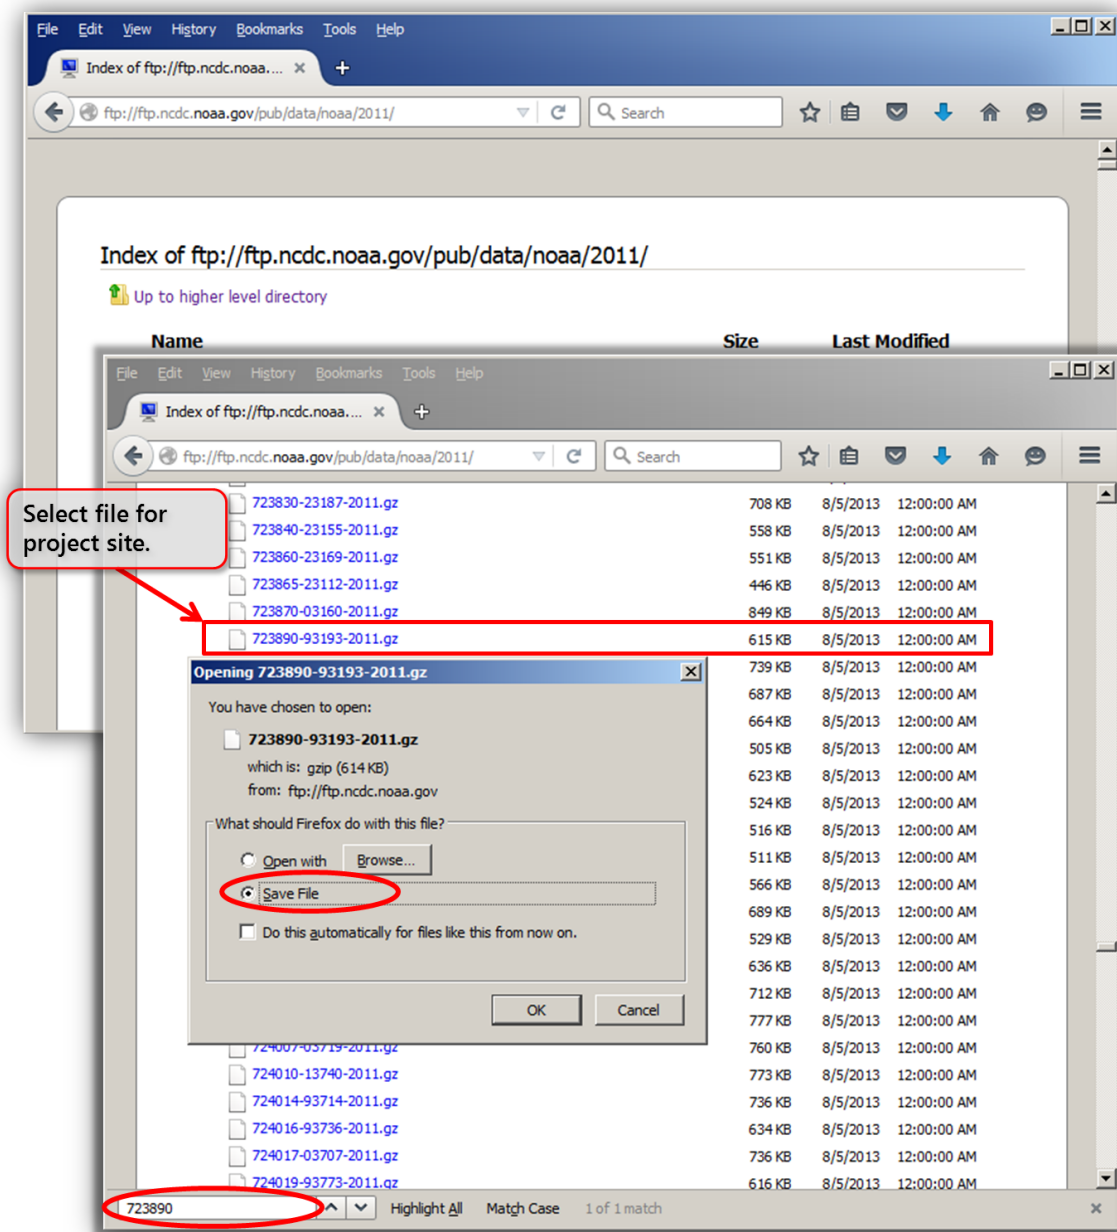 File Edit View History Bookmarks Tools Help
Index of ftp://ftp.ncdc.noaa....
ftp://ftp.ncdc.noaa.gov/pub/data/noaa/2011/ Search
Index of ftp://ftp.ncdc.noaa.gov/pub/data/noaa/2011/
Up to higher level directory
Name Size Last Modified
File Edit View History Bookmarks Tools Help
Index of ftp://ftp.ncdc.noaa....
ftp://ftp.ncdc.noaa.gov/pub/data/noaa/2011/ Search
Select file for
project site.
723830-23187-2011.gz 708 KB 8/5/2013 12:00:00 AM
723840-23155-2011.gz 558 KB 8/5/2013 12:00:00 AM
723860-23169-2011.gz 551 KB 8/5/2013 12:00:00 AM
723865-23112-2011.gz 446 KB 8/5/2013 12:00:00 AM
723870-03160-2011.gz 849 KB 8/5/2013 12:00:00 AM
723890-93193-2011.gz 615 KB 8/5/2013 12:00:00 AM
739 KB 8/5/2013 12:00:00 AM
687 KB 8/5/2013 12:00:00 AM
664 KB 8/5/2013 12:00:00 AM
505 KB 8/5/2013 12:00:00 AM
623 KB 8/5/2013 12:00:00 AM
524 KB 8/5/2013 12:00:00 AM
516 KB 8/5/2013 12:00:00 AM
511 KB 8/5/2013 12:00:00 AM
566 KB 8/5/2013 12:00:00 AM
689 KB 8/5/2013 12:00:00 AM
529 KB 8/5/2013 12:00:00 AM
636 KB 8/5/2013 12:00:00 AM
712 KB 8/5/2013 12:00:00 AM
777 KB 8/5/2013 12:00:00 AM
Opening 723890-93193-2011.gz
You have chosen to open:
723890-93193-2011.gz
which is: gzip (614 KB)
from: ftp://ftp.ncdc.noaa.gov
What should Firefox do with this file?
Open with Browse...
Save File
Do this automatically for files like this from now on.
OK Cancel
724007-03719-2011.gz 760 KB 8/5/2013 12:00:00 AM
724010-13740-2011.gz 773 KB 8/5/2013 12:00:00 AM
724014-93714-2011.gz 736 KB 8/5/2013 12:00:00 AM
724016-93736-2011.gz 634 KB 8/5/2013 12:00:00 AM
724017-03707-2011.gz 736 KB 8/5/2013 12:00:00 AM
724019-93773-2011.gz 616 KB 8/5/2013 12:00:00 AM
723890 Highlight All Match Case 1 of 1 match